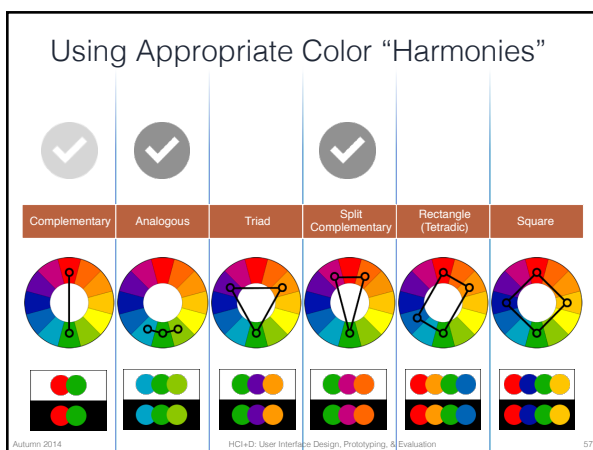 Using Appropriate Color “Harmonies”
Complementary
Analogous
Triad
Split
Complementary
Rectangle
(Tetradic)
Square
Autumn 2014
HCI+D: User Interface Design, Prototyping, & Evaluation
57